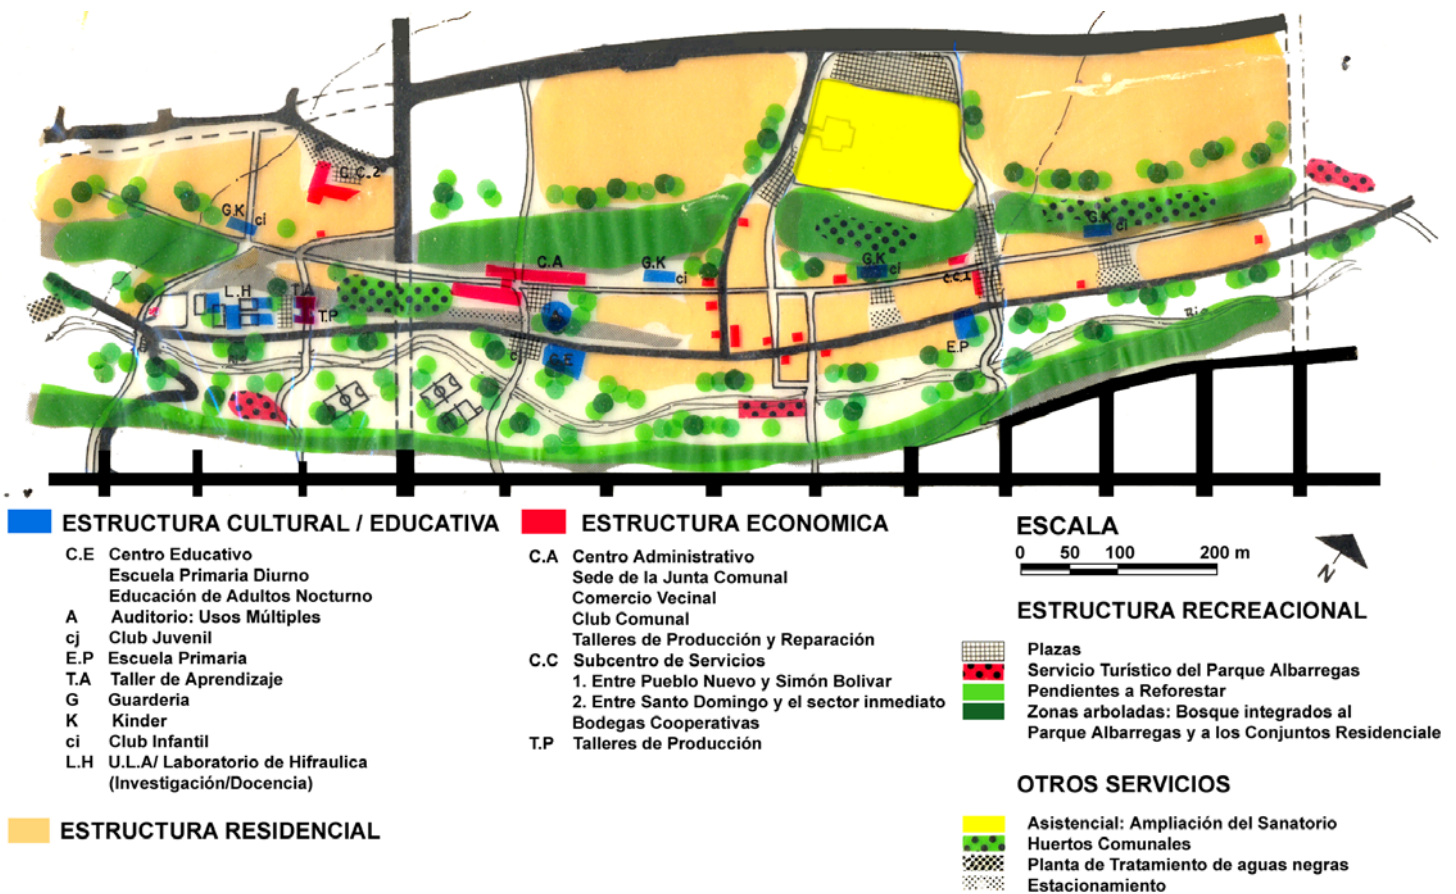 C.C.2
G.K
ci
C.A
G.K
ci
G.K
ci
G.K
ci
C.C.1
L.H
T.A
T.P
A
cj
C.E
E.P
Rio
ESTRUCTURA CULTURAL / EDUCATIVA
C.E Centro Educativo
Escuela Primaria Diurno
Educación de Adultos Nocturno
A Auditorio: Usos Múltiples
cj Club Juvenil
E.P Escuela Primaria
T.A Taller de Aprendizaje
G Guarderia
K Kinder
ci Club Infantil
L.H U.L.A/ Laboratorio de Hifraulica
(Investigación/Docencia)
ESTRUCTURA RESIDENCIAL
ESTRUCTURA ECONOMICA
C.A Centro Administrativo
Sede de la Junta Comunal
Comercio Vecinal
Club Comunal
Talleres de Producción y Reparación
C.C Subcentro de Servicios
1. Entre Pueblo Nuevo y Simón Bolivar
2. Entre Santo Domingo y el sector inmediato
Bodegas Cooperativas
T.P Talleres de Producción
ESCALA
0 50 100 200 m
N
ESTRUCTURA RECREACIONAL
Plazas
Servicio Turístico del Parque Albarregas
Pendientes a Reforestar
Zonas arboladas: Bosque integrados al
Parque Albarregas y a los Conjuntos Residenciale
OTROS SERVICIOS
Asistencial: Ampliación del Sanatorio
Huertos Comunales
Planta de Tratamiento de aguas negras
Estacionamiento